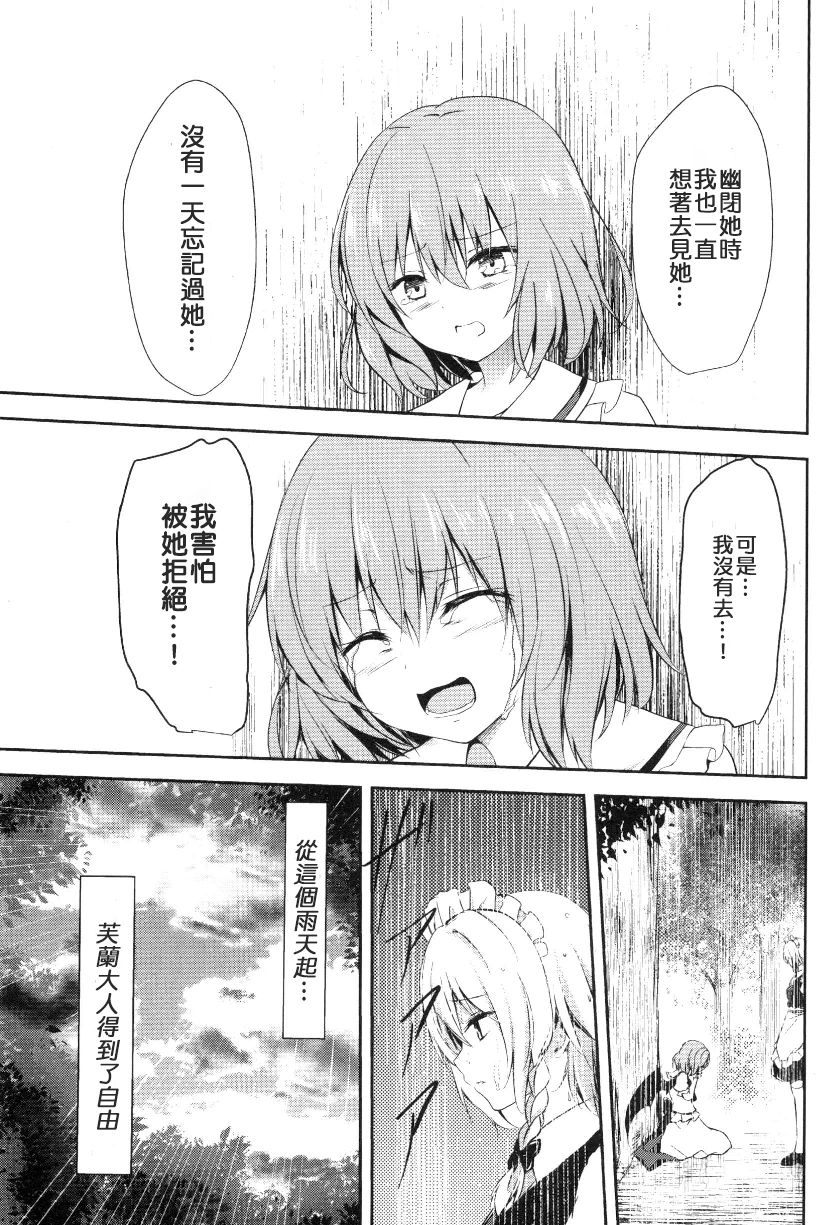 幽閉她時
我也一直
想著去見她…
沒有一天忘記過她…
可是…
我沒有去…！
我害怕
被她拒絕…！
從這個雨天起…
芙蘭大人得到了自由